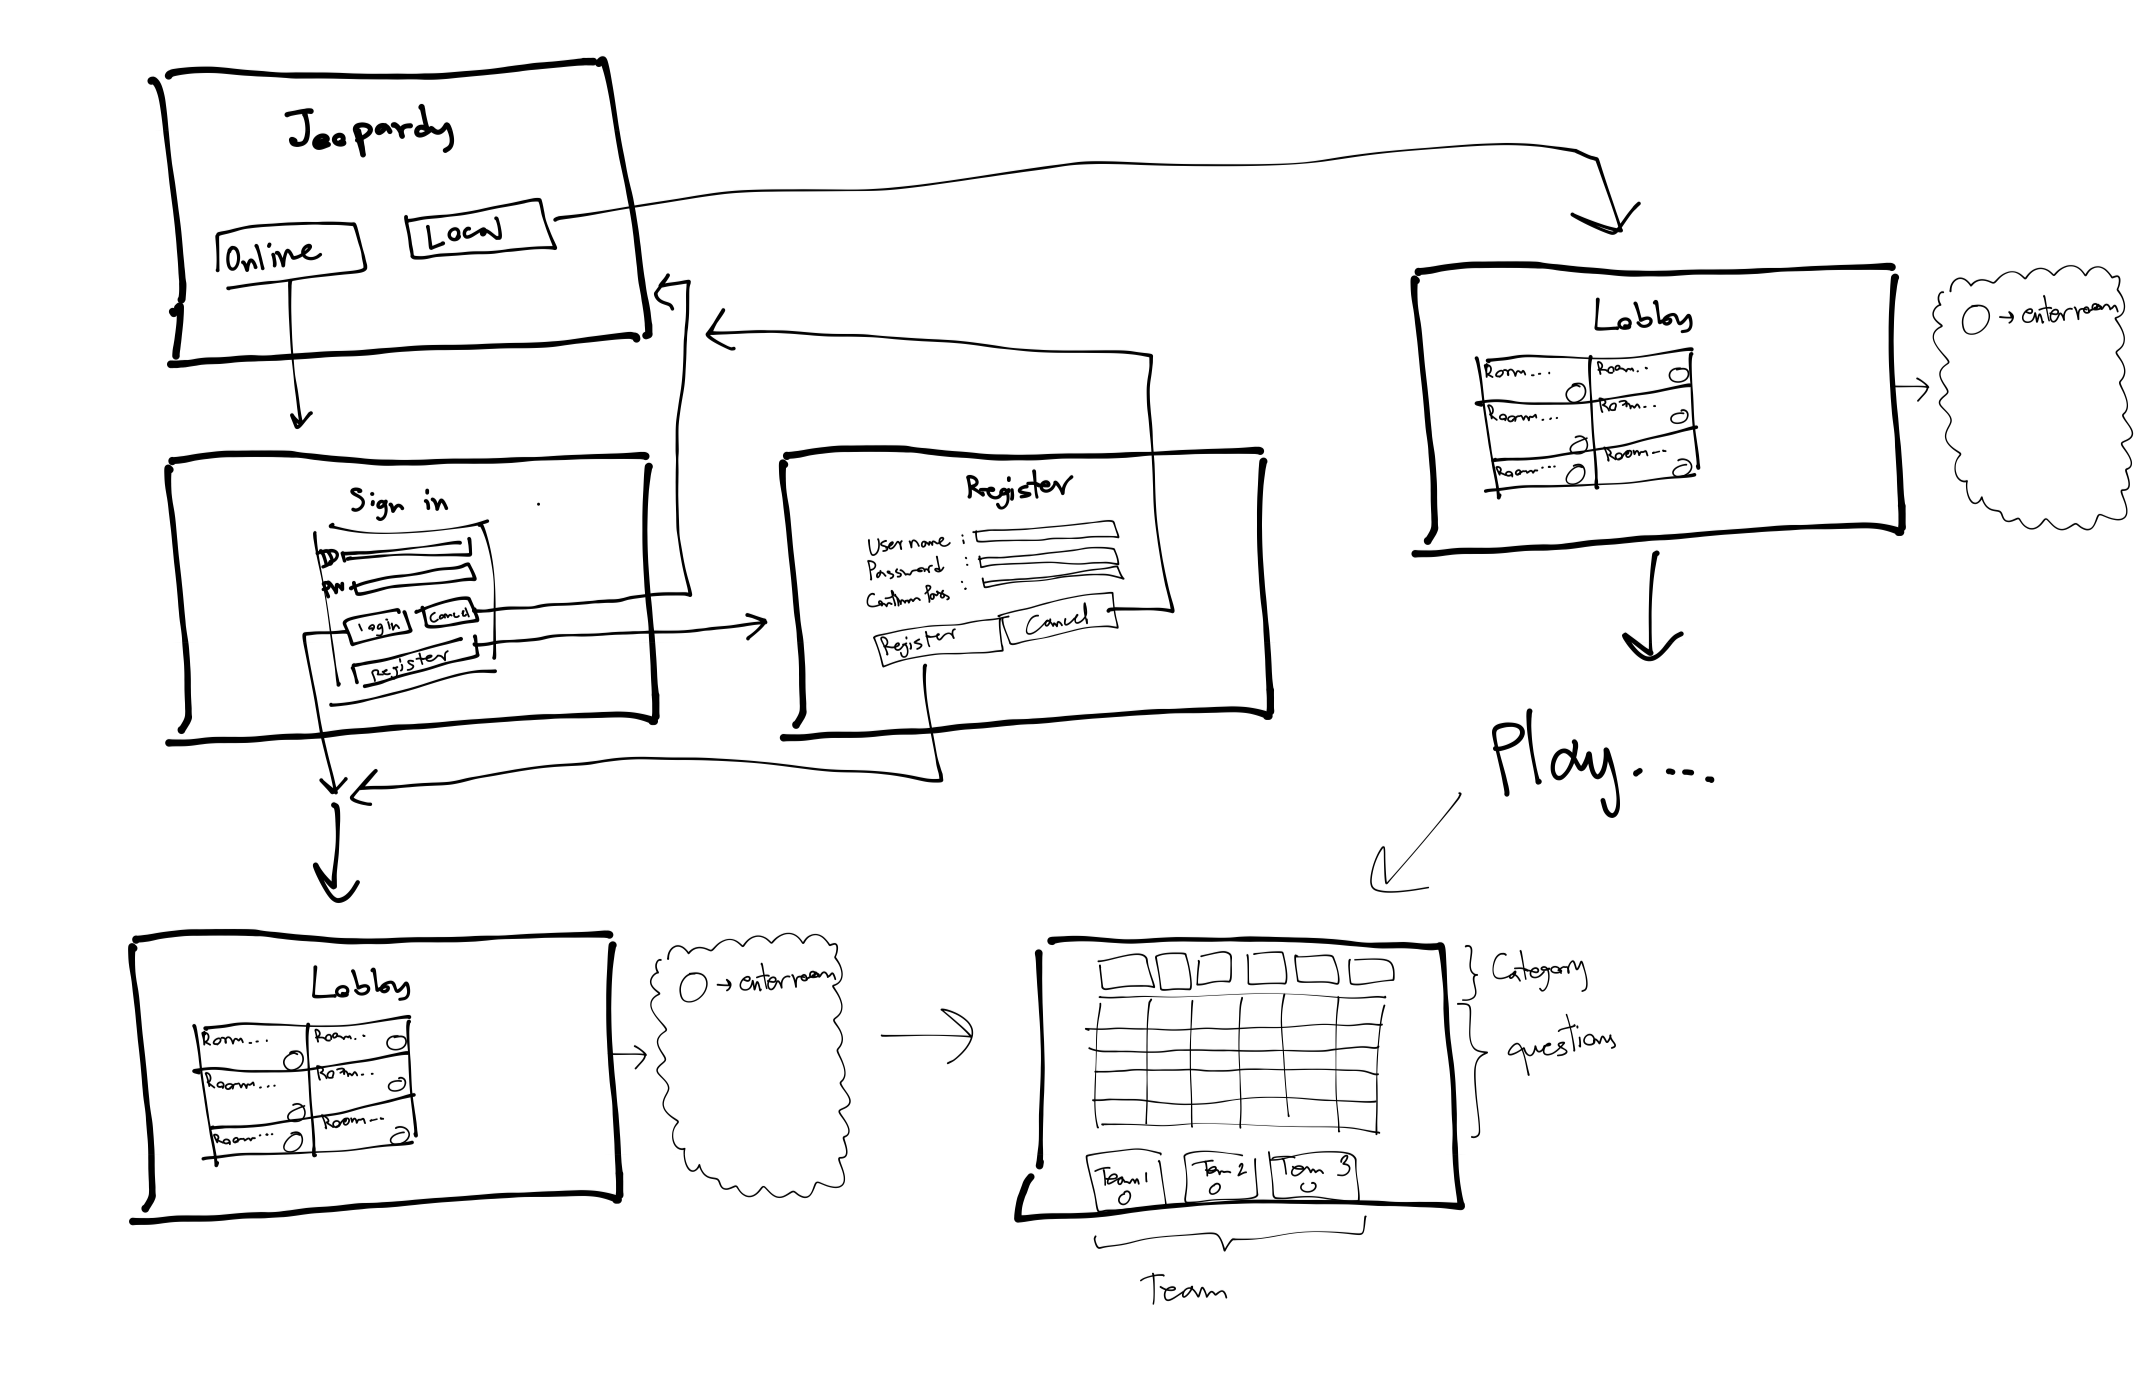 Jeopardy
Online
Local
Sign in
ID
PW
Login
Cancel
Register
Register
User name :
Password :
Confirm Pass :
Register
Cancel
Lobby
Room... Room...
Room... Room...
Room... Room...
→ enter room
Play.....
Lobby
Room... Room...
Room... Room...
Room... Room...
→ enter room
Category
questions
Team 1
Team 2
Team 3
Team